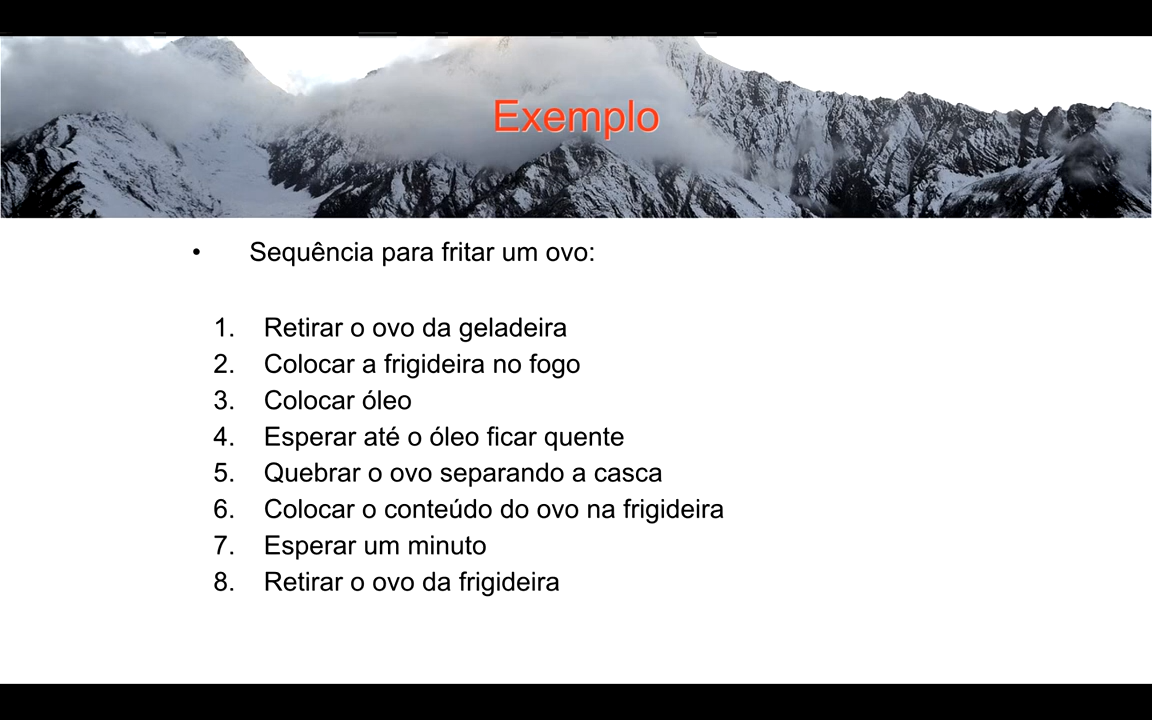 Exemplo
• Sequência para fritar um ovo:
1. Retirar o ovo da geladeira
2. Colocar a frigideira no fogo
3. Colocar óleo
4. Esperar até o óleo ficar quente
5. Quebrar o ovo separando a casca
6. Colocar o conteúdo do ovo na frigideira
7. Esperar um minuto
8. Retirar o ovo da frigideira